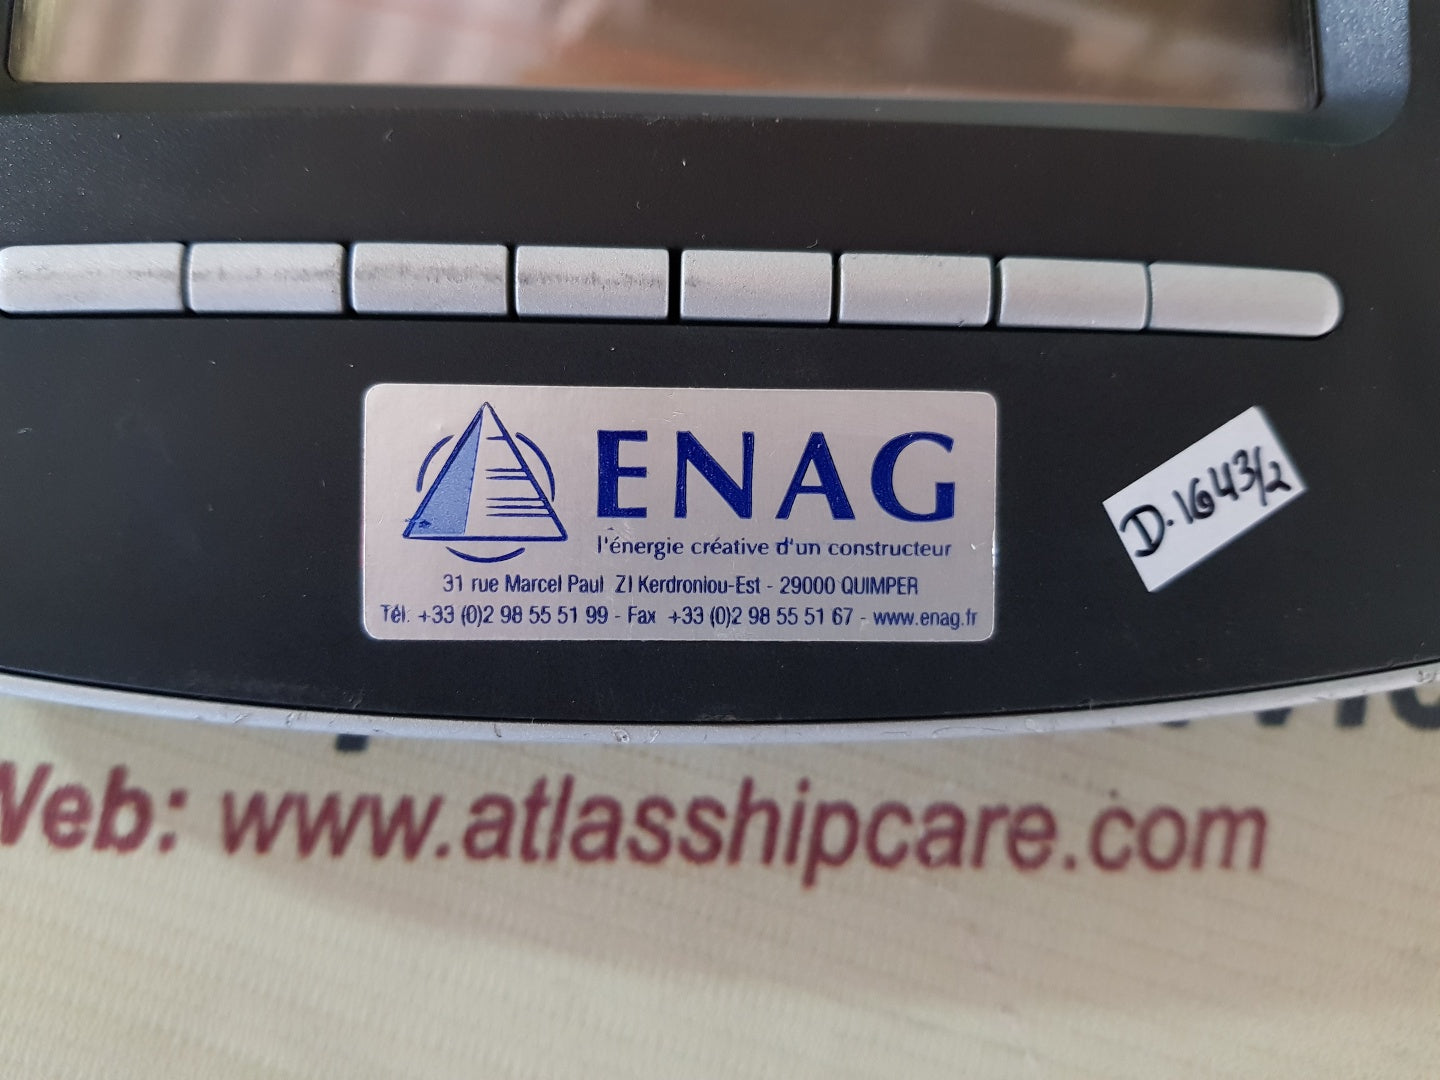 ENAG
l'énergie créative d'un constructeur
31 rue Marcel Paul ZI Kerdroniou-Est - 29000 QUIMPER
Tél. +33 (0)2 98 55 51 99 - Fax +33 (0)2 98 55 51 67 - www.enag.fr
D.1643/2
Web: www.atlasshipcare.com